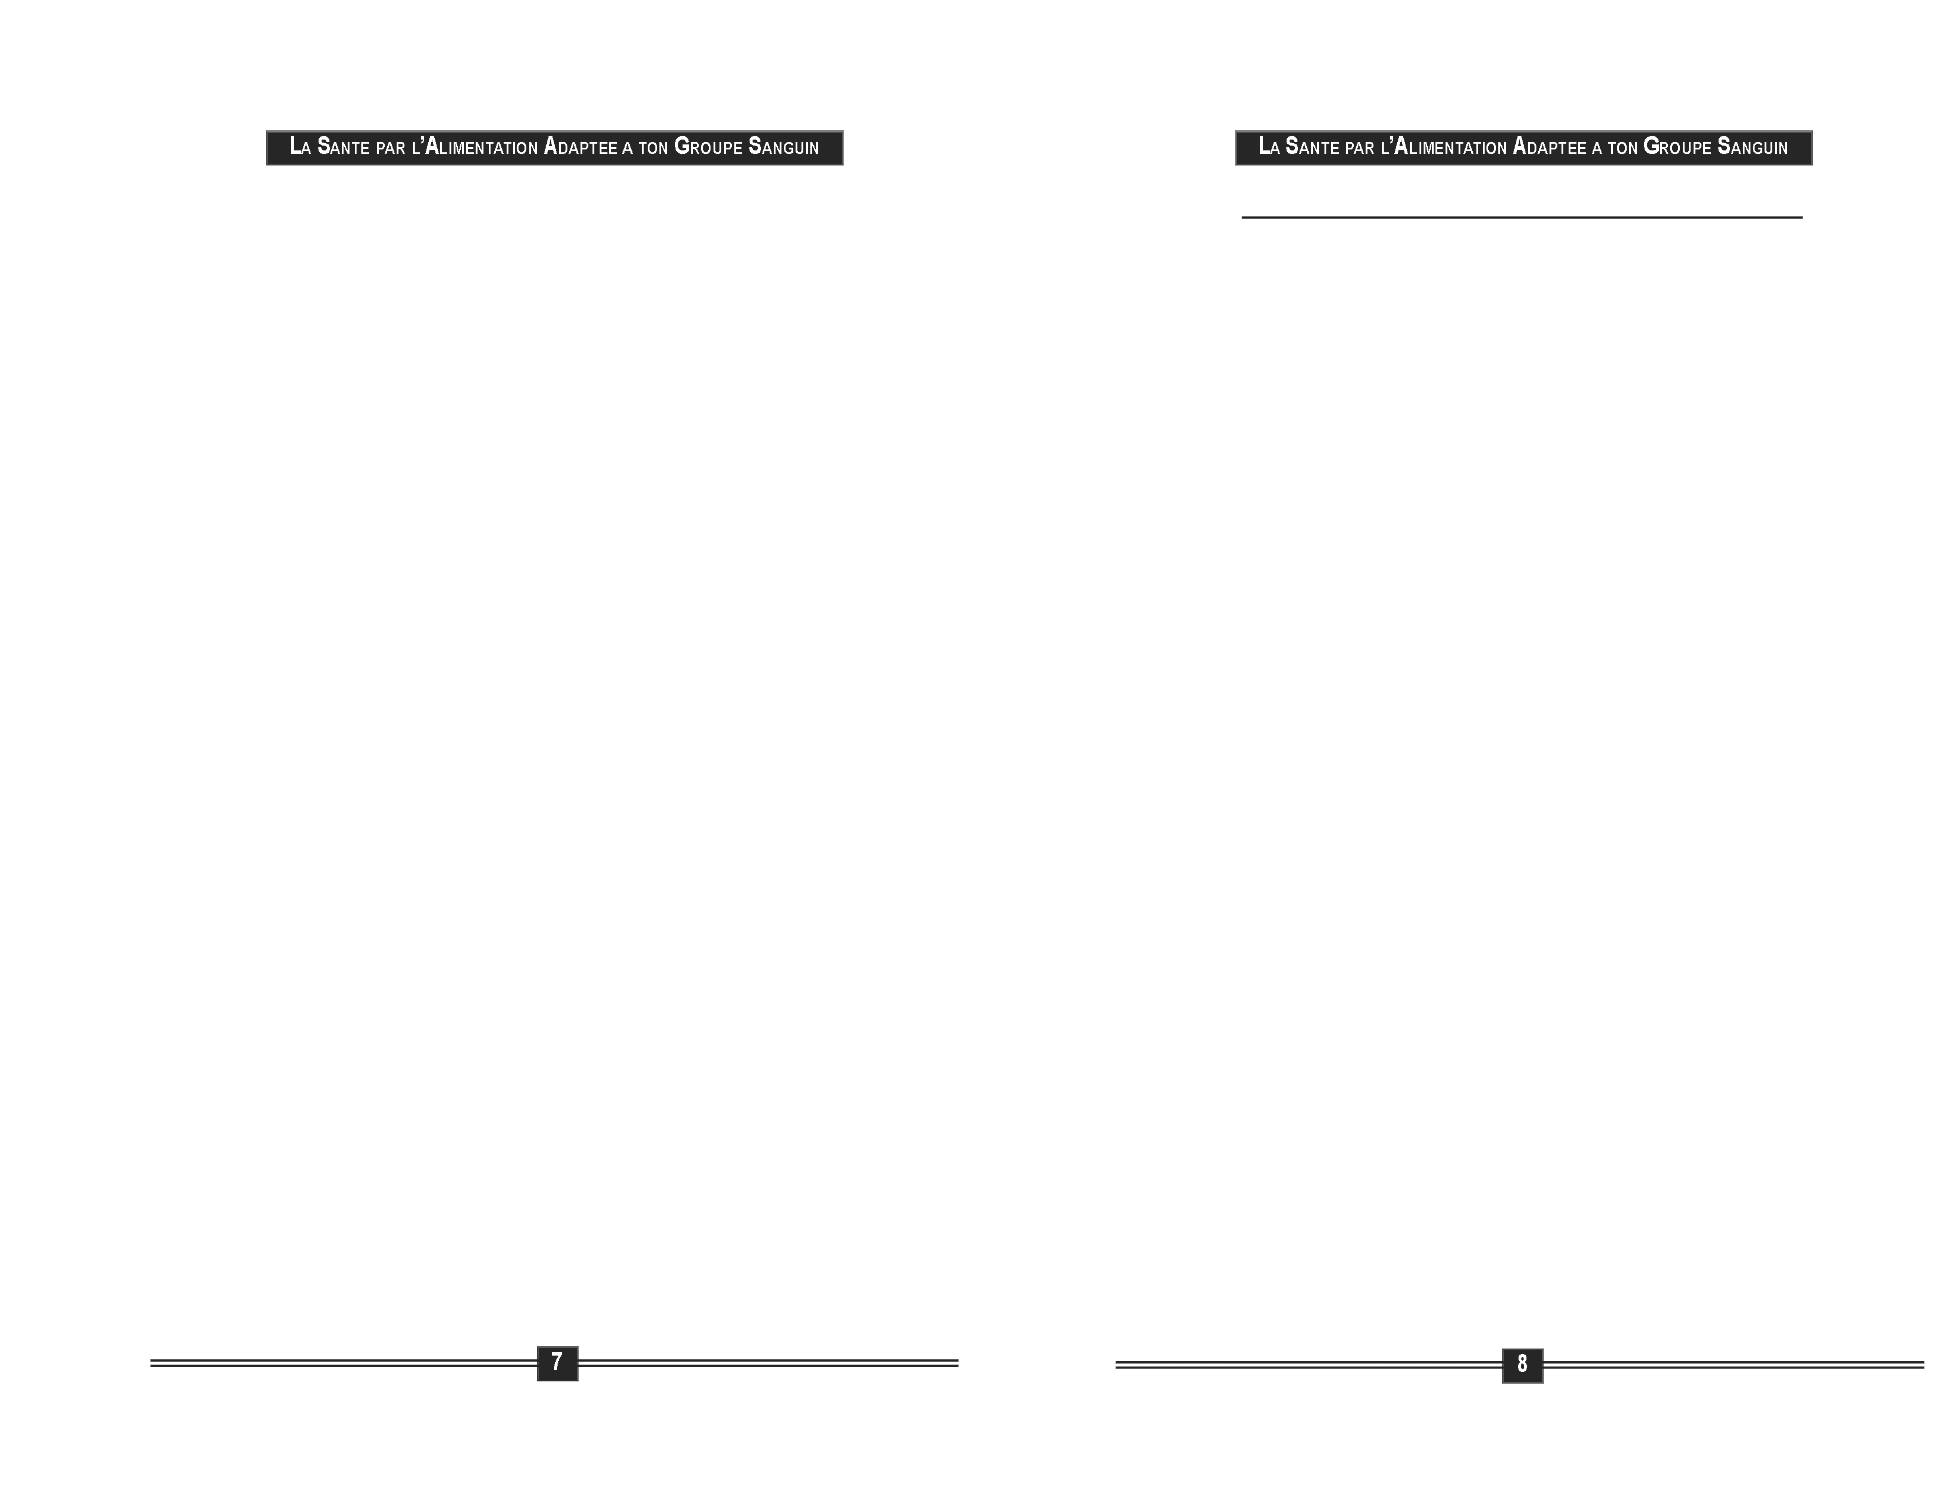 LA SANTE PAR L’ALIMENTATION ADAPTEE A TON GROUPE SANGUIN
7
LA SANTE PAR L’ALIMENTATION ADAPTEE A TON GROUPE SANGUIN
8